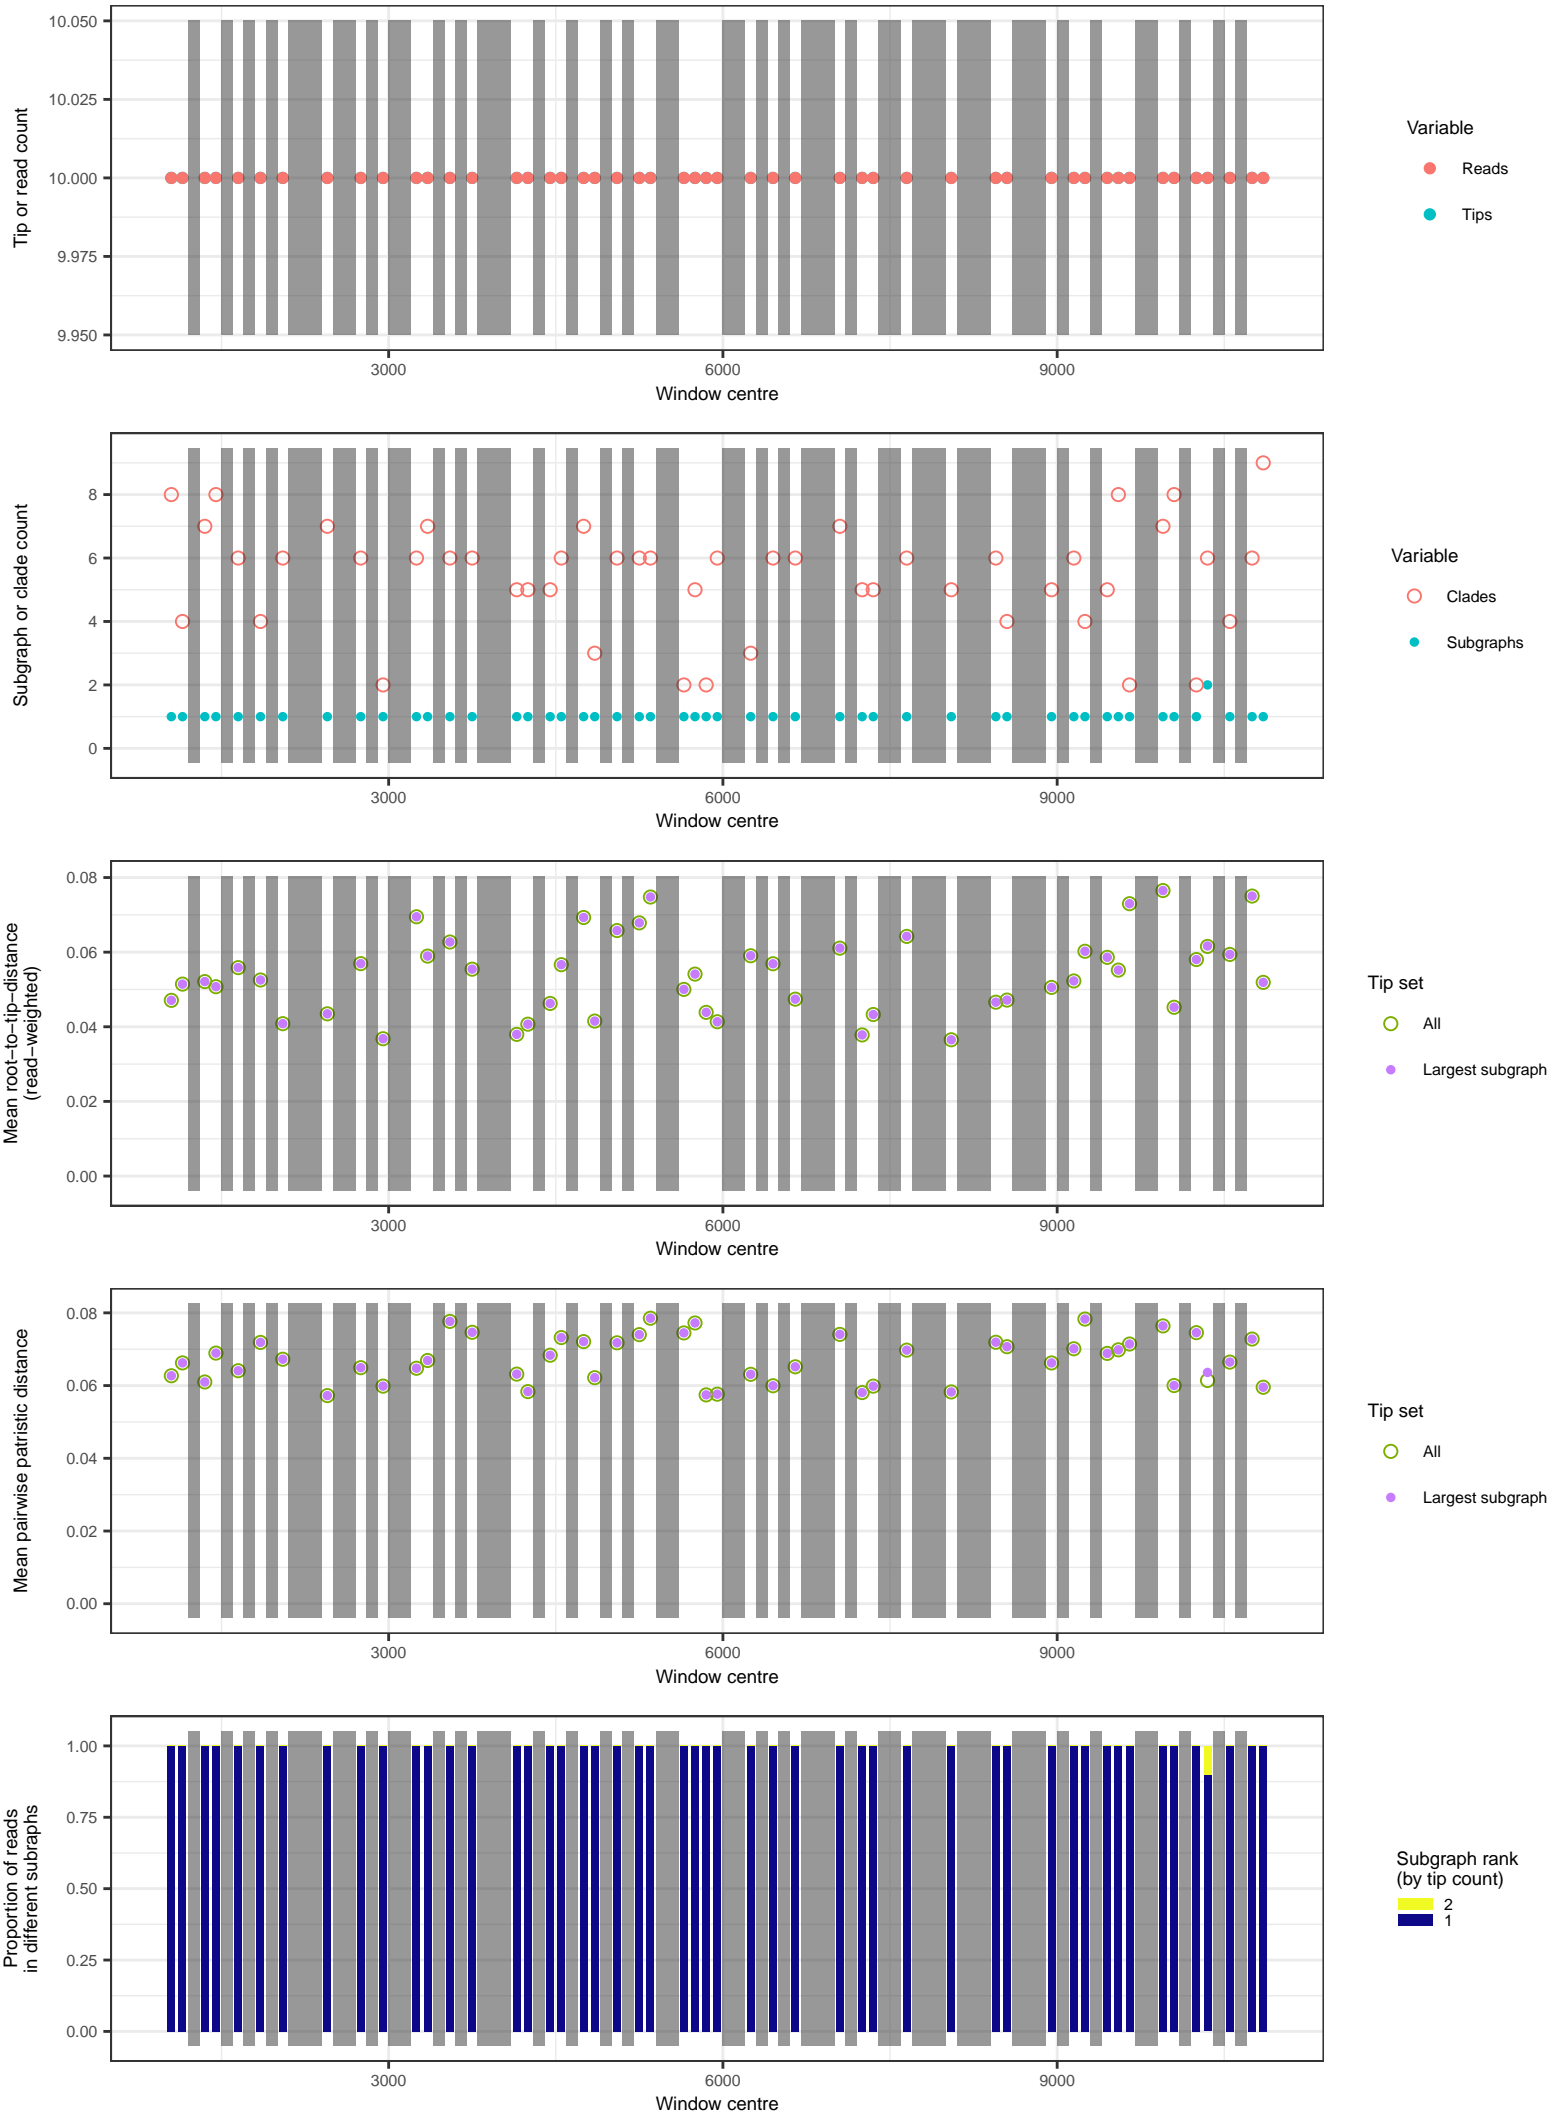 Tip or read count
10.050
10.025
10.000
9.975
9.950
3000
6000
9000
Window centre
Variable
Reads
Tips
Subgraph or clade count
8
6
4
2
0
3000
6000
9000
Window centre
Variable
Clades
Subgraphs
Mean root−to−tip−distance
(read−weighted)
0.08
0.06
0.04
0.02
0.00
3000
6000
9000
Window centre
Tip set
All
Largest subgraph
Mean pairwise patristic distance
0.08
0.06
0.04
0.02
0.00
3000
6000
9000
Window centre
Tip set
All
Largest subgraph
Proportion of reads
in different subraphs
1.00
0.75
0.50
0.25
0.00
3000
6000
9000
Window centre
Subgraph rank
(by tip count)
2
1